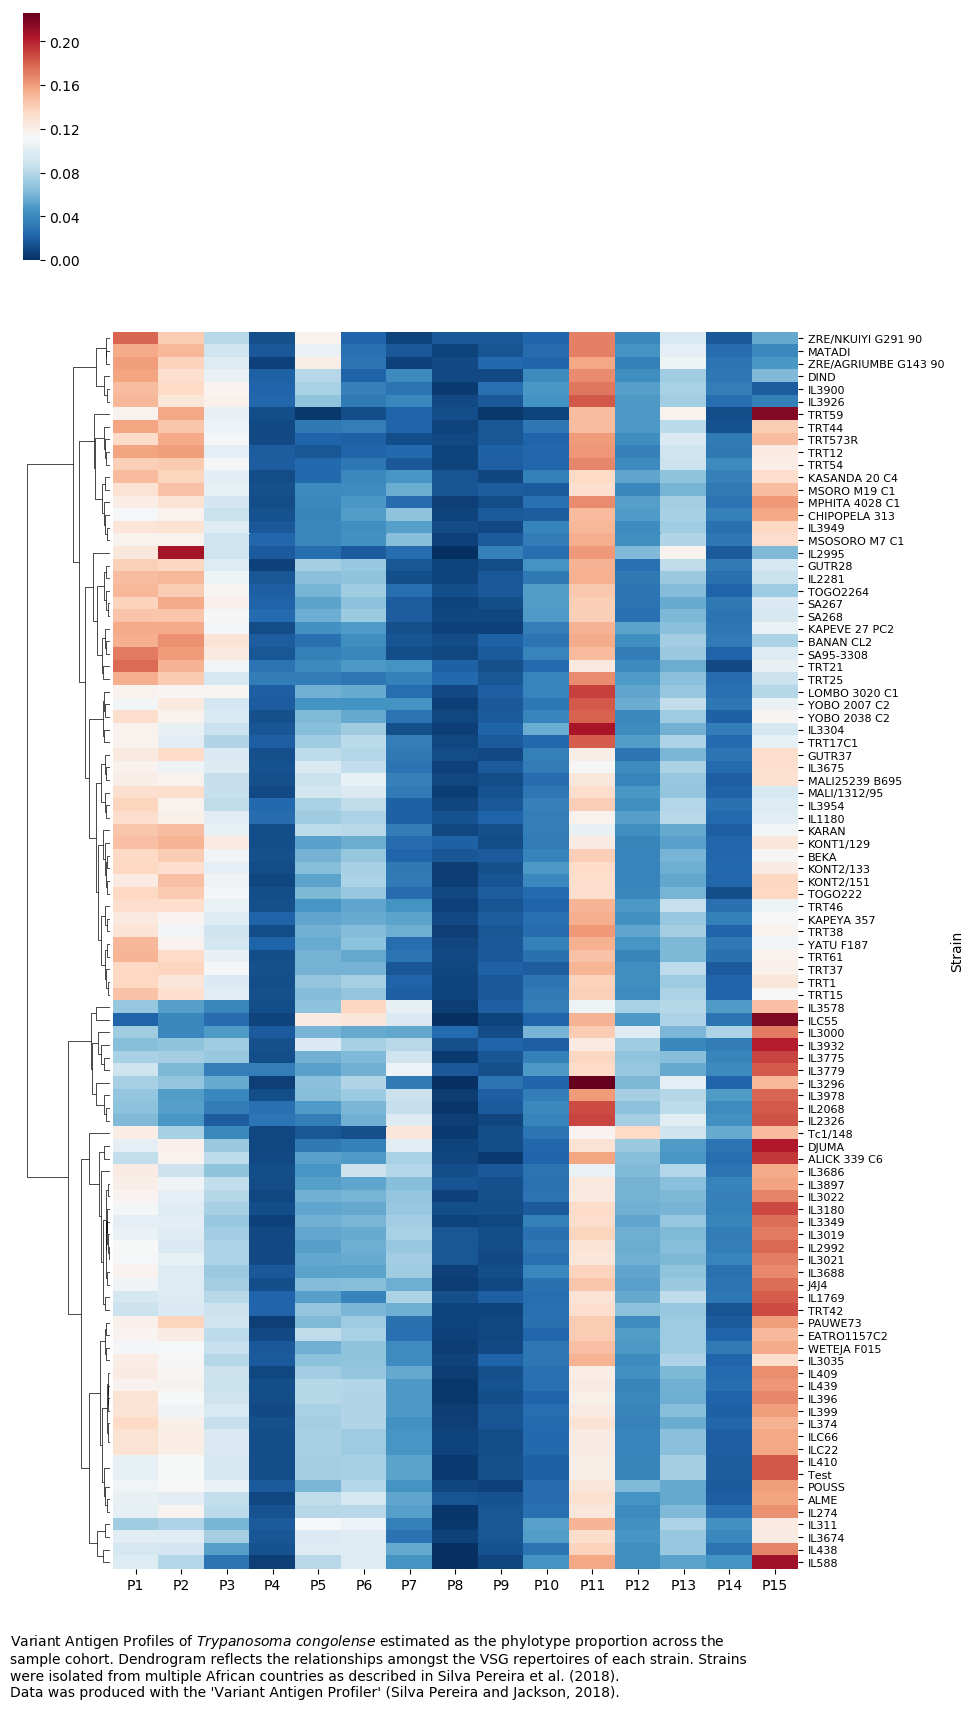 0.20
0.16
0.12
0.08
0.04
0.00
ZRE/NKUIYI G291 90
MATADI
ZRE/AGRIUMBE G143 90
DIND
IL3900
IL3926
TRT59
TRT44
TRT573R
TRT12
TRT54
KASANDA 20 C4
MSORO M19 C1
MPHITA 4028 C1
CHIPOPELA 313
IL3949
MSOSORO M7 C1
IL2995
GUTR28
IL2281
TOGO2264
SA267
SA268
KAPEVE 27 PC2
BANAN CL2
SA95-3308
TRT21
TRT25
LOMBO 3020 C1
YOBO 2007 C2
YOBO 2038 C2
IL3304
TRT17C1
GUTR37
IL3675
MALI25239 B695
MALI/1312/95
IL3954
IL1180
KARAN
KONT1/129
BEKA
KONT2/133
KONT2/151
TOGO222
TRT46
KAPEYA 357
TRT38
YATU F187
TRT61
TRT37
TRT1
TRT15
IL3578
ILC55
IL3000
IL3932
IL3775
IL3779
IL3296
IL3978
IL2068
IL2326
Tc1/148
DJUMA
ALICK 339 C6
IL3686
IL3897
IL3022
IL3180
IL3349
IL3019
IL2992
IL3021
IL3688
J4J4
IL1769
TRT42
PAUWE73
EATRO1157C2
WETEJA F015
IL3035
IL409
IL439
IL396
IL399
IL374
ILC66
ILC22
IL410
Test
POUSS
ALME
IL274
IL311
IL3674
IL438
IL588
Strain
P1 P2 P3 P4 P5 P6 P7 P8 P9 P10 P11 P12 P13 P14 P15
Variant Antigen Profiles of Trypanosoma congolense estimated as the phylotype proportion across the
sample cohort. Dendrogram reflects the relationships amongst the VSG repertoires of each strain. Strains
were isolated from multiple African countries as described in Silva Pereira et al. (2018).
Data was produced with the 'Variant Antigen Profiler' (Silva Pereira and Jackson, 2018).